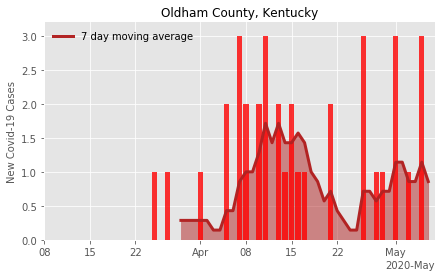 Oldham County, Kentucky
7 day moving average
New Covid-19 Cases
3.0
2.5
2.0
1.5
1.0
0.5
0.0
08 15 22 Apr 08 15 22 May
2020-May